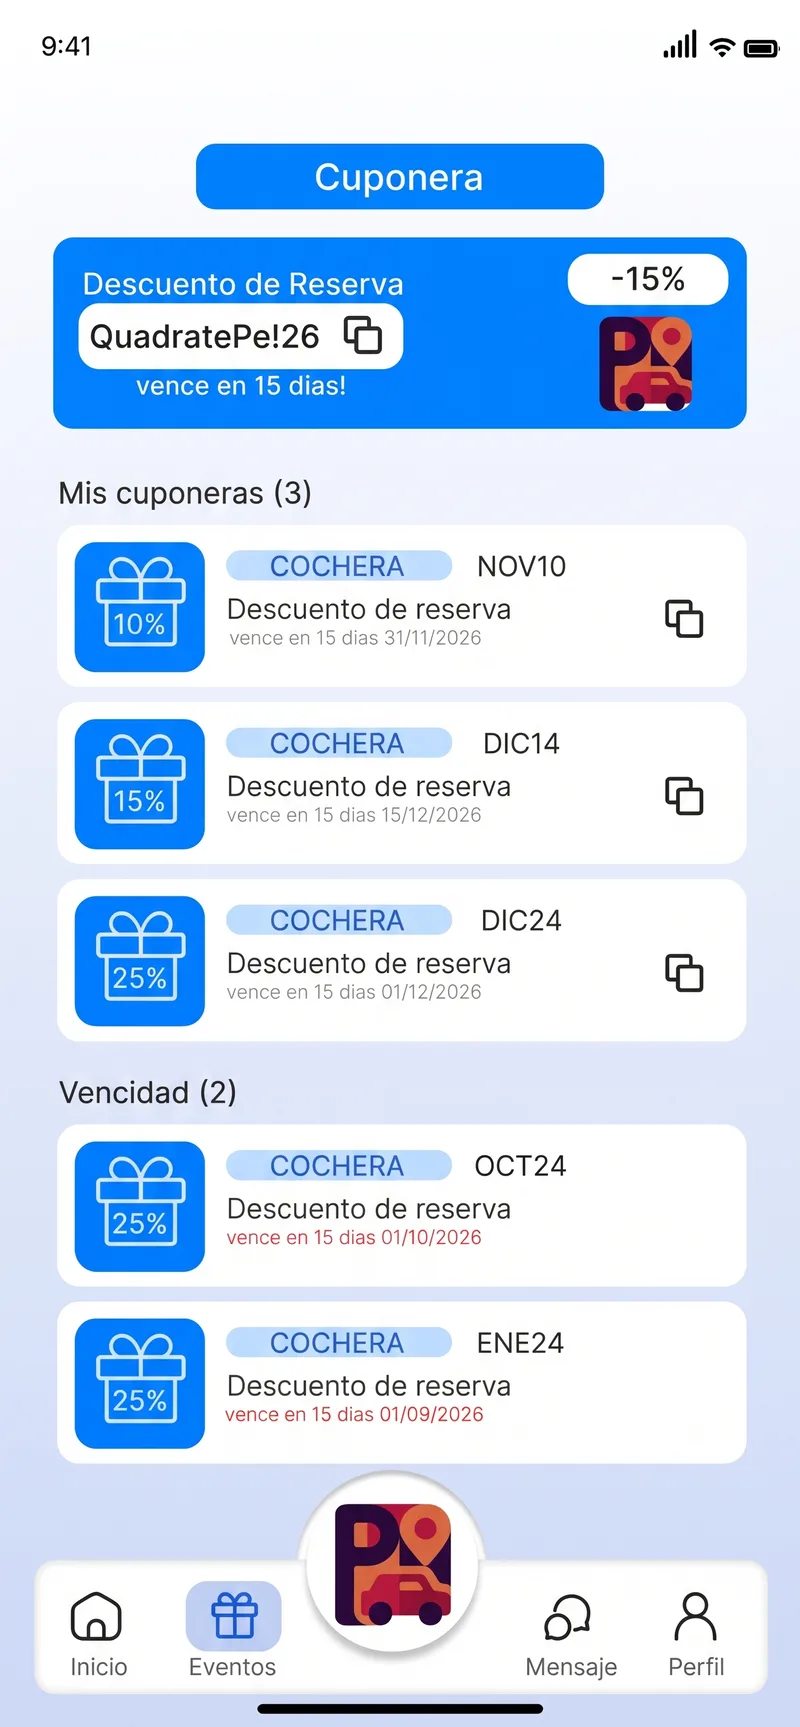 9:41
Cuponera
Descuento de Reserva
-15%
QuadratePe!26
vence en 15 dias!
Mis cuponeras (3)
COCHERA NOV10
10%
Descuento de reserva
vence en 15 dias 31/11/2026
COCHERA DIC14
15%
Descuento de reserva
vence en 15 dias 15/12/2026
COCHERA DIC24
25%
Descuento de reserva
vence en 15 dias 01/12/2026
Vencidad (2)
COCHERA OCT24
25%
Descuento de reserva
vence en 15 dias 01/10/2026
COCHERA ENE24
25%
Descuento de reserva
vence en 15 dias 01/09/2026
Inicio Eventos Mensaje Perfil